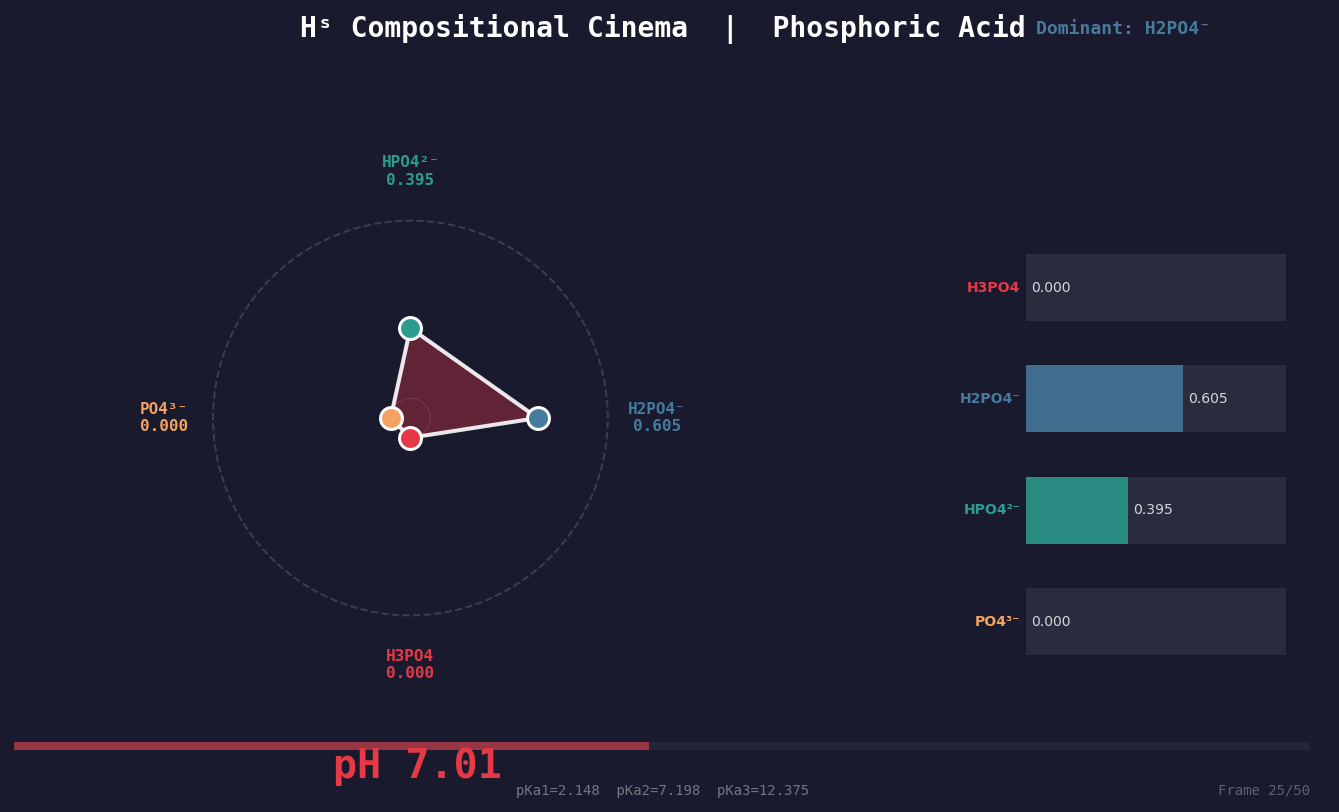 Hˢ Compositional Cinema | Phosphoric Acid
Dominant: H2PO4⁻
HPO4²⁻
0.395
PO4³⁻
0.000
H2PO4⁻
0.605
H3PO4
0.000
H3PO4 0.000
H2PO4⁻ 0.605
HPO4²⁻ 0.395
PO4³⁻ 0.000
pH 7.01
pKa1=2.148 pKa2=7.198 pKa3=12.375
Frame 25/50